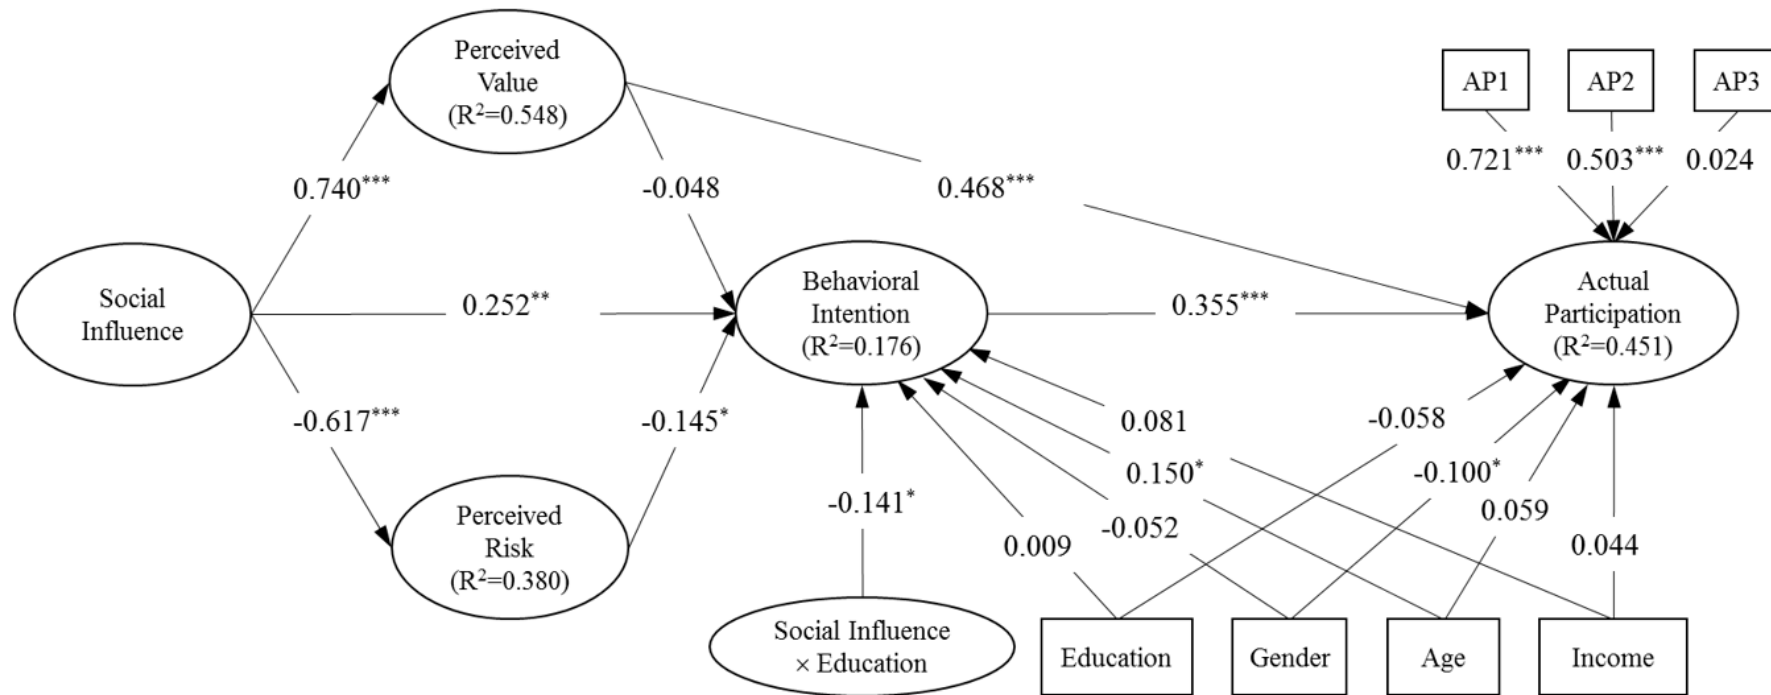 Perceived
Value
(R²=0.548)
AP1
AP2
AP3
0.721***
0.503***
0.024
0.740***
-0.048
0.468***
Social
Influence
0.252**
Behavioral
Intention
(R²=0.176)
0.355***
Actual
Participation
(R²=0.451)
-0.617***
-0.145*
0.081
-0.058
0.150*
-0.100*
-0.141*
-0.052
0.059
0.009
0.044
Perceived
Risk
(R²=0.380)
Social Influence
× Education
Education
Gender
Age
Income